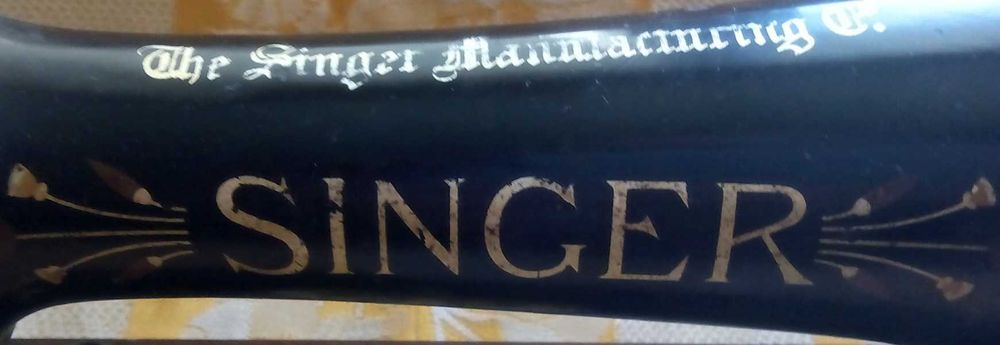 The Singer Manufacturing Co.
SINGER